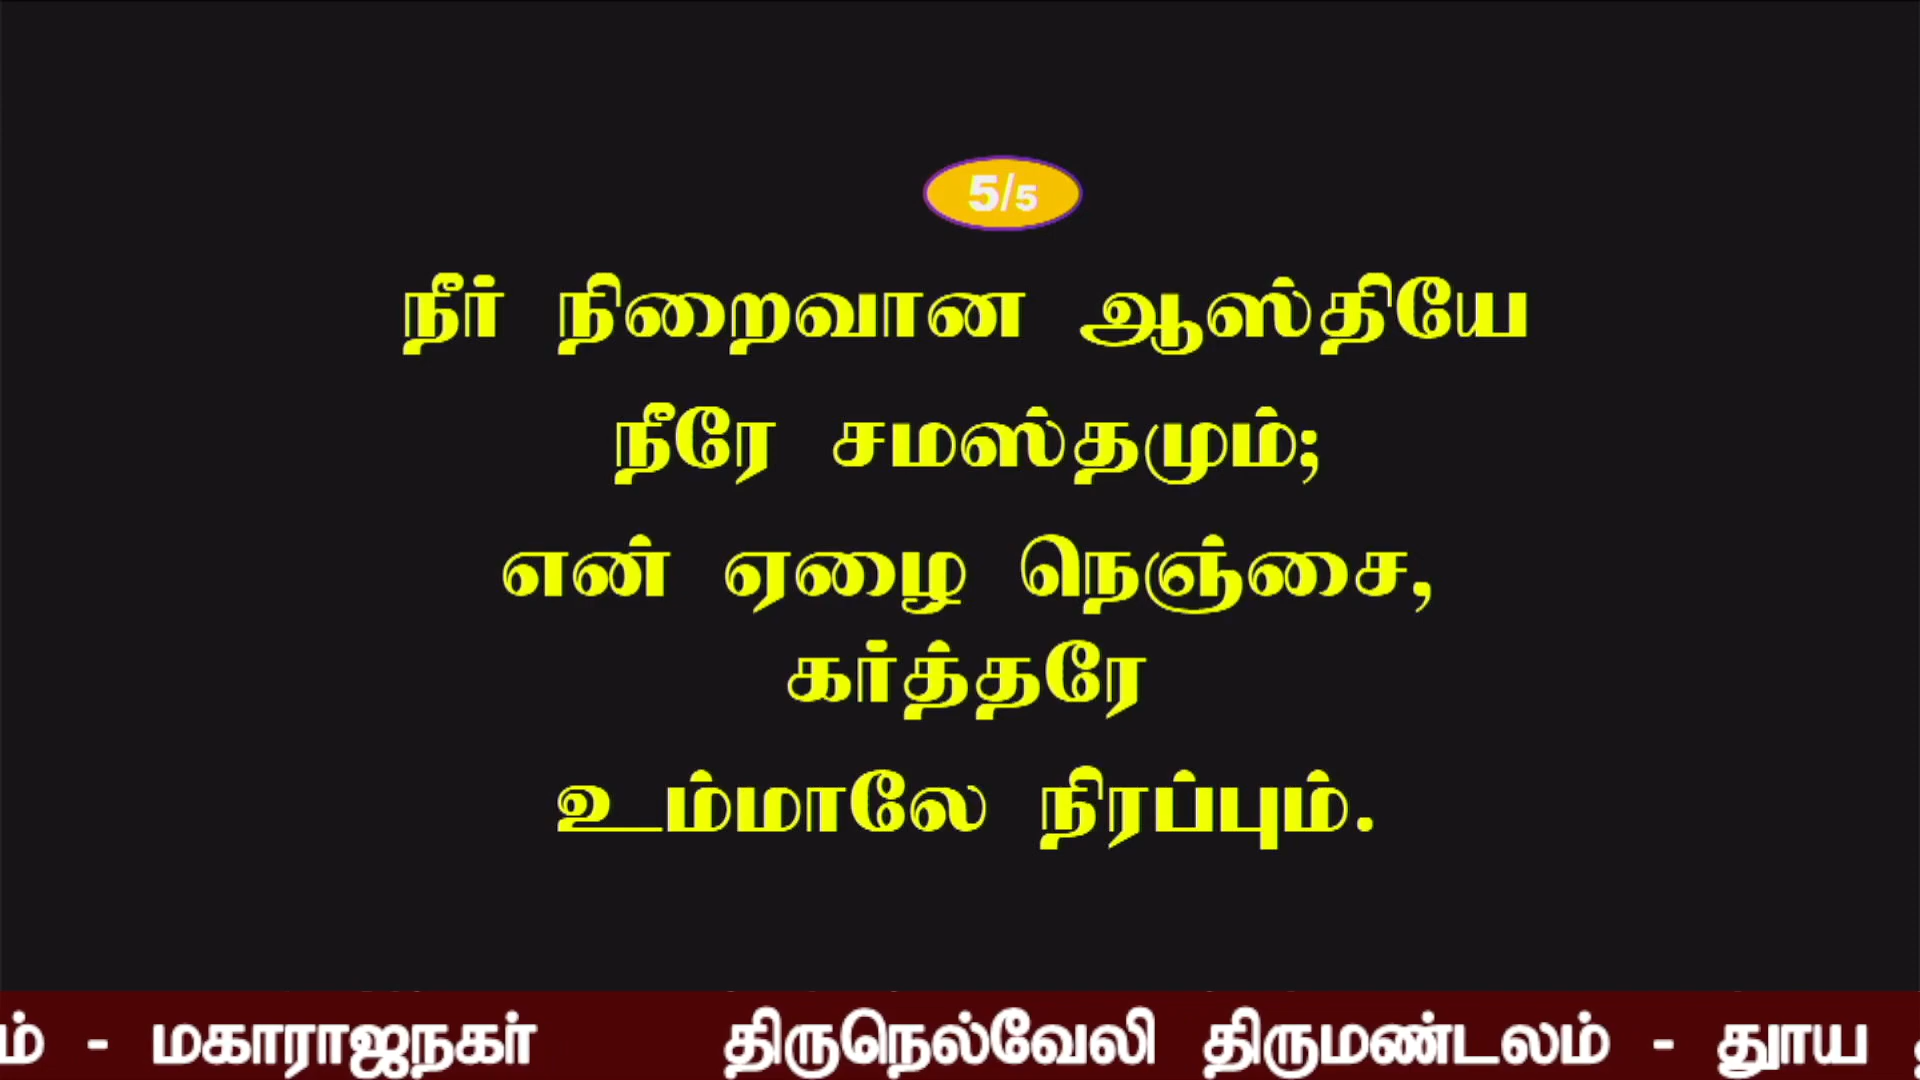 5/5
நீர் நிறைவான ஆஸ்தியே
நீரே சமஸ்தமும்;
என் ஏழை நெஞ்சை,
கர்த்தரே
உம்மாலே நிரப்பும்.
ம் - மகாராஜநகர் திருநெல்வேலி திருமண்டலம் - தூய